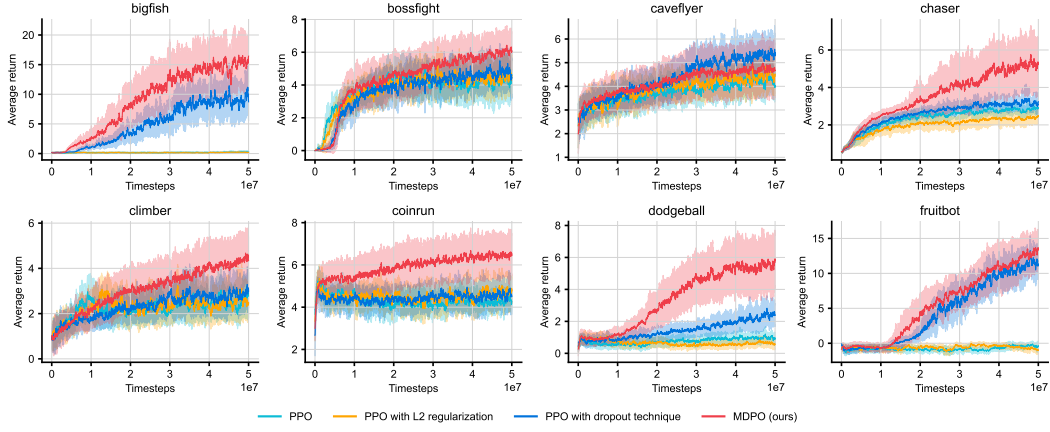 bigfish
bossfight
caveflyer
chaser
Average return
20
15
10
5
0
0 1 2 3 4 5
Timesteps
1e7
Average return
8
6
4
2
0
0 1 2 3 4 5
Timesteps
1e7
Average return
6
5
4
3
2
1
0 1 2 3 4 5
Timesteps
1e7
Average return
6
4
2
0 1 2 3 4 5
Timesteps
1e7
climber
coinrun
dodgeball
fruitbot
Average return
6
4
2
0
0 1 2 3 4 5
Timesteps
1e7
Average return
8
6
4
2
0 1 2 3 4 5
Timesteps
1e7
Average return
8
6
4
2
0
0 1 2 3 4 5
Timesteps
1e7
Average return
15
10
5
0
0 1 2 3 4 5
Timesteps
1e7
PPO PPO with L2 regularization PPO with dropout technique MDPO (ours)